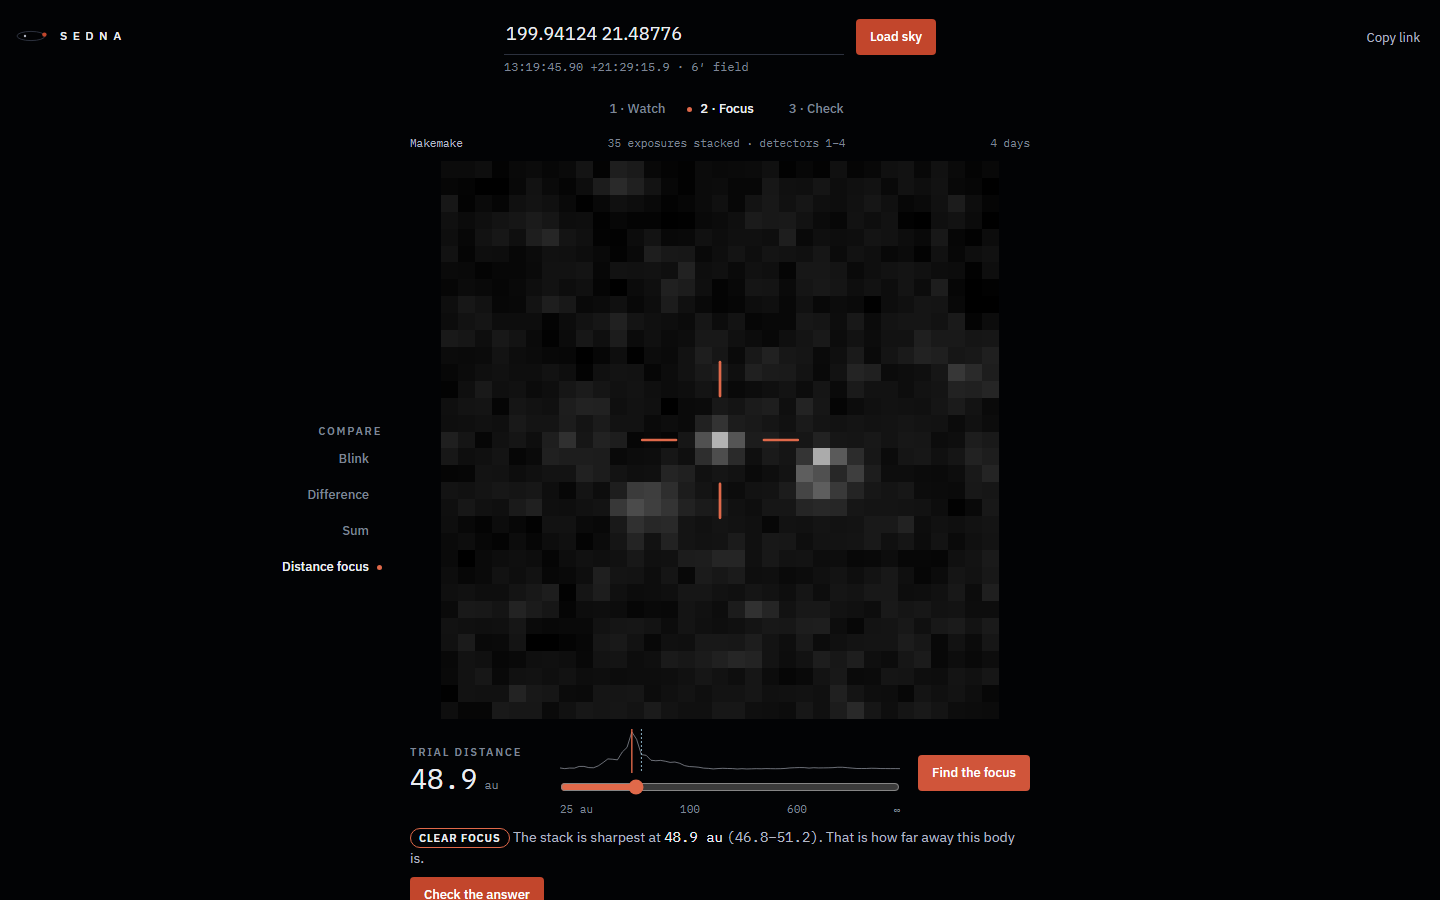 SEDNA
199.94124 21.48776
Load sky
Copy link
13:19:45.90 +21:29:15.9 · 6′ field
1 · Watch
2 · Focus
3 · Check
Makemake
35 exposures stacked · detectors 1–4
4 days
COMPARE
Blink
Difference
Sum
Distance focus
TRIAL DISTANCE
48.9 au
Find the focus
25 au
100
600
∞
CLEAR FOCUS The stack is sharpest at 48.9 au (46.8–51.2). That is how far away this body
is.
Check the answer